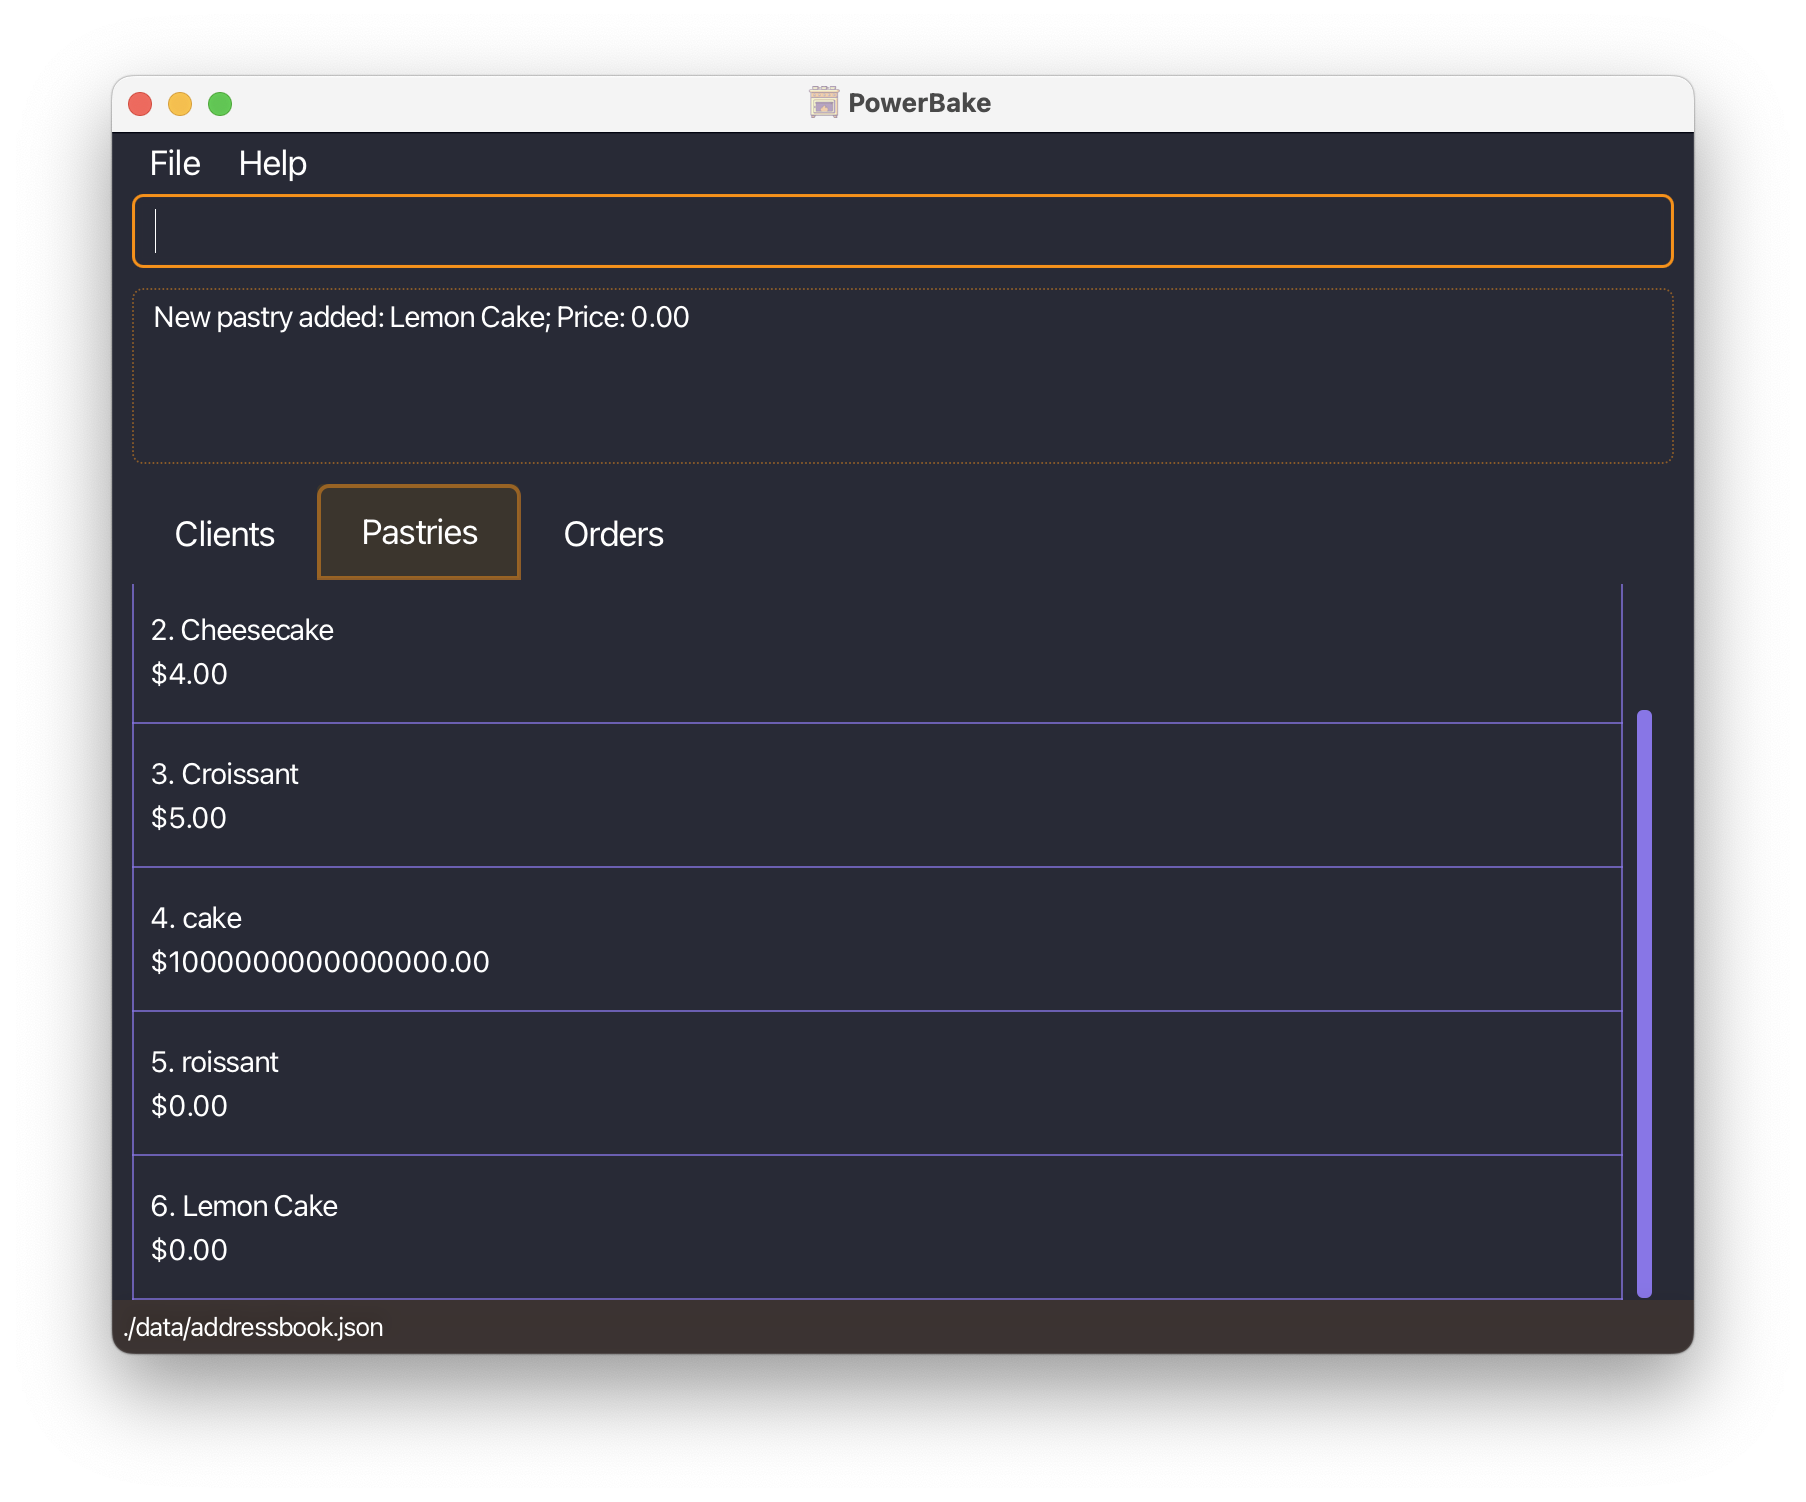 PowerBake
File Help
New pastry added: Lemon Cake; Price: 0.00
Clients Pastries Orders
2. Cheesecake
$4.00
3. Croissant
$5.00
4. cake
$1000000000000000.00
5. roissant
$0.00
6. Lemon Cake
$0.00
./data/addressbook.json